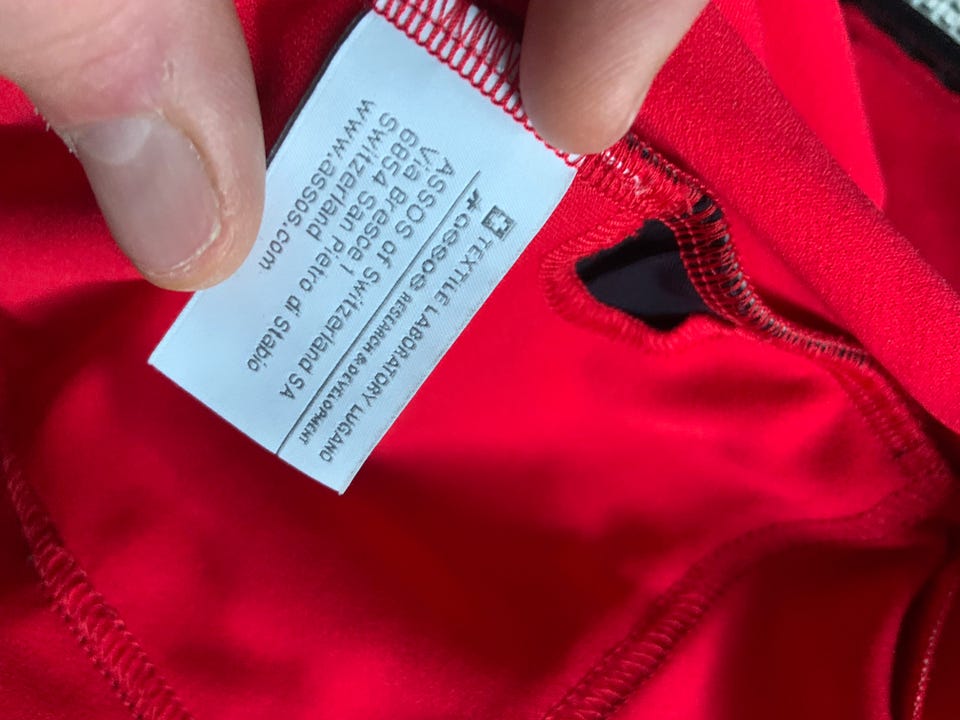 TEXTILE LABORATORY LUGANO
assos RESEARCH & DEVELOPMENT
ASSOS of Switzerland SA
Via Bresce 1
6854 San Pietro di Stabio
Switzerland
www.assos.com